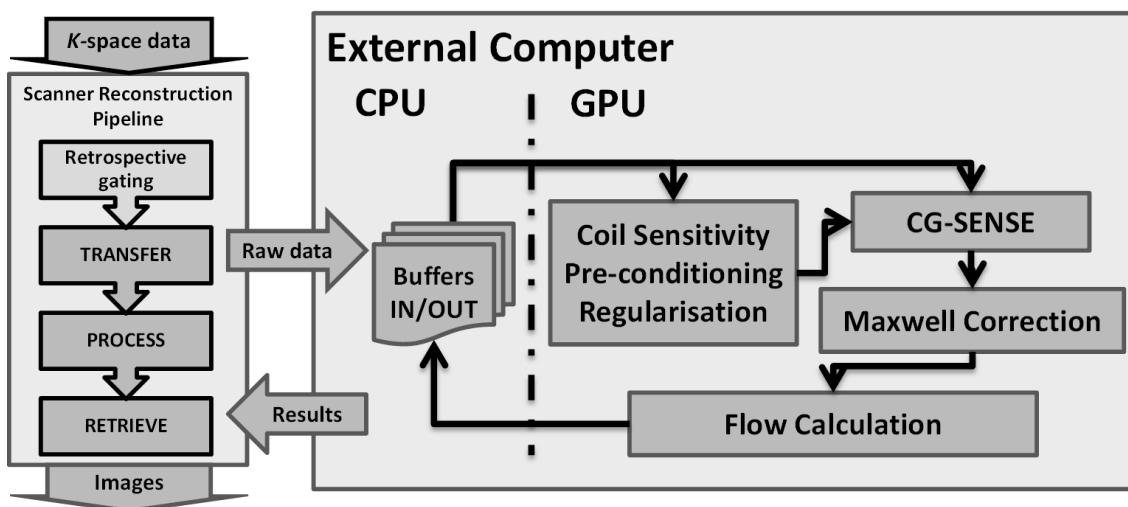 K-space data
Scanner Reconstruction
Pipeline
Retrospective
gating
TRANSFER
PROCESS
RETRIEVE
Images
Raw data
Results
External Computer
CPU
GPU
Buffers
IN/OUT
Coil Sensitivity
Pre-conditioning
Regularisation
CG-SENSE
Maxwell Correction
Flow Calculation